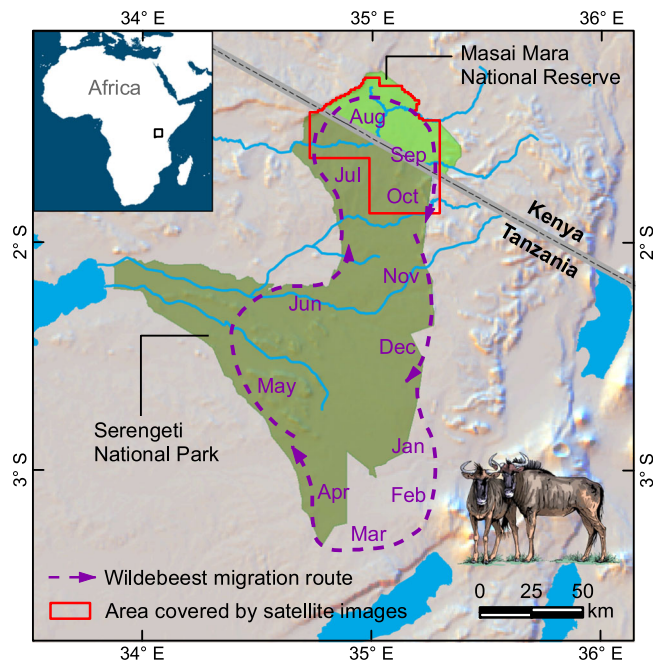 34° E
35° E
36° E
Africa
Masai Mara
National Reserve
Aug
Sep
Jul
Oct
Kenya
Tanzania
2°S
2°S
Nov
Jun
Dec
May
Serengeti
National Park
Jan
3°S
3°S
Apr
Feb
Mar
Wildebeest migration route
Area covered by satellite images
0 25 50
km
34° E
35° E
36° E